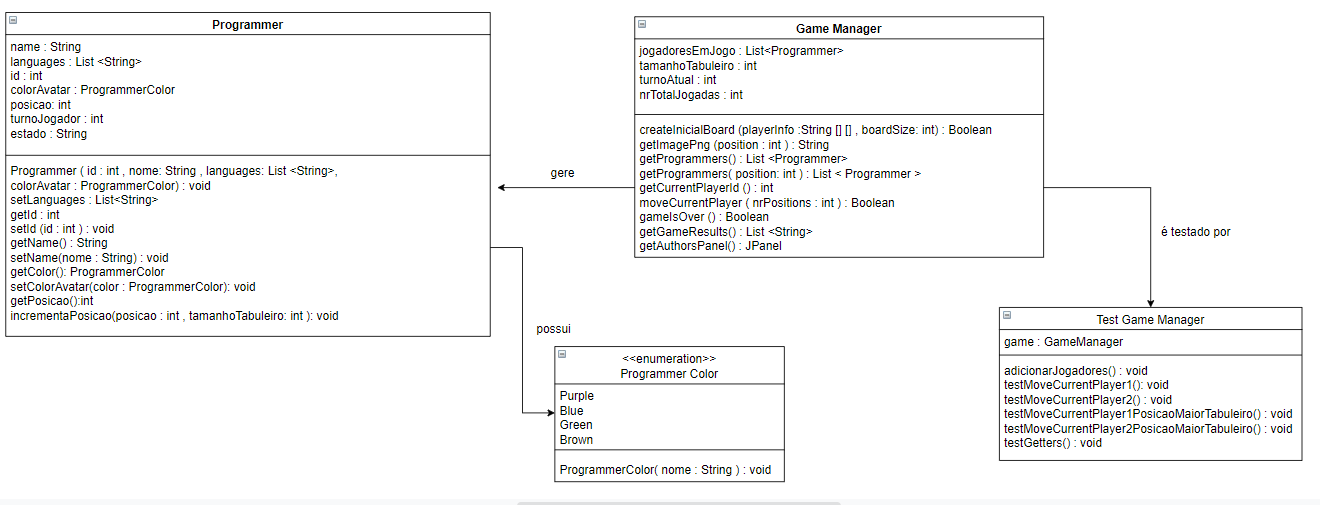 Programmer
name : String
languages : List <String>
id : int
colorAvatar : ProgrammerColor
posicao: int
turnoJogador : int
estado : String
Programmer ( id : int , nome: String , languages: List <String>,
colorAvatar : ProgrammerColor) : void
setLanguages : List<String>
getId : int
setId (id : int ) : void
getName() : String
setName(nome : String) : void
getColor(): ProgrammerColor
setColorAvatar(color : ProgrammerColor): void
getPosicao():int
incrementaPosicao(posicao : int , tamanhoTabuleiro: int ): void
gere
Game Manager
jogadoresEmJogo : List<Programmer>
tamanhoTabuleiro : int
turnoAtual : int
nrTotalJogadas : int
createInicialBoard (playerInfo :String [] [] , boardSize: int) : Boolean
getImagePng (position : int ) : String
getProgrammers() : List <Programmer>
getProgrammers( position: int ) : List < Programmer >
getCurrentPlayerId () : int
moveCurrentPlayer ( nrPositions : int ) : Boolean
gameIsOver () : Boolean
getGameResults() : List <String>
getAuthorsPanel() : JPanel
é testado por
possui
<<enumeration>>
Programmer Color
Purple
Blue
Green
Brown
ProgrammerColor( nome : String ) : void
Test Game Manager
game : GameManager
adicionarJogadores() : void
testMoveCurrentPlayer1(): void
testMoveCurrentPlayer2() : void
testMoveCurrentPlayer1PosicaoMaiorTabuleiro() : void
testMoveCurrentPlayer2PosicaoMaiorTabuleiro() : void
testGetters() : void